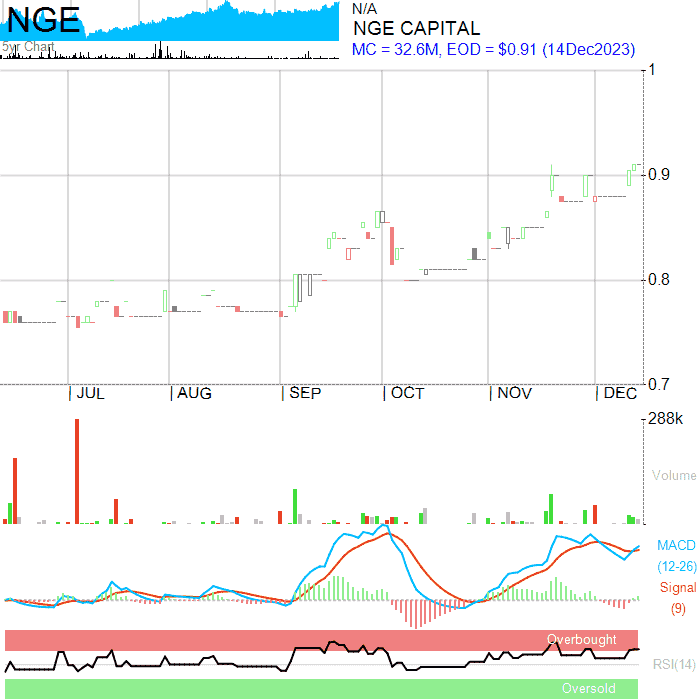 NGE
5yr Chart
N/A
NGE CAPITAL
MC = 32.6M, EOD = $0.91 (14Dec2023)
1
0.9
0.8
0.7
JUL AUG SEP OCT NOV DEC
288k
Volume
MACD
(12-26)
Signal
(9)
Overbought
RSI(14)
Oversold